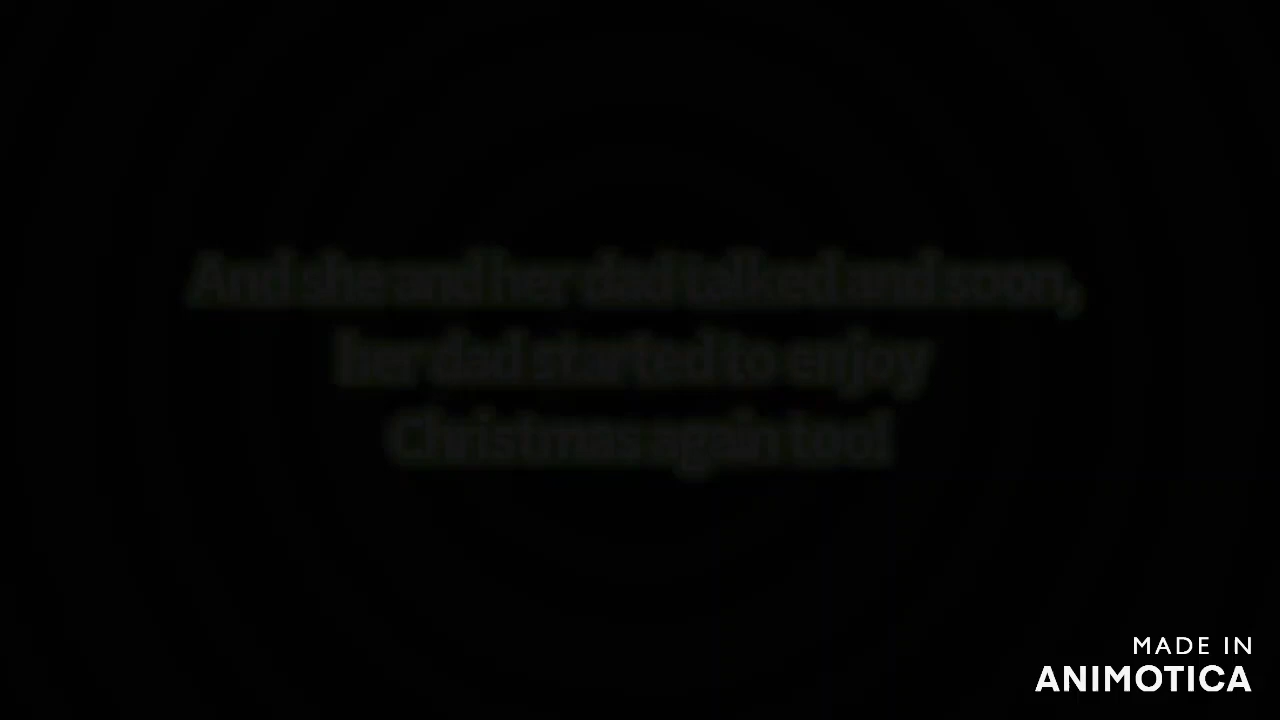 And she and her dad talked and soon,
her dad started to enjoy
Christmas again too!
MADE IN
ANIMOTICA